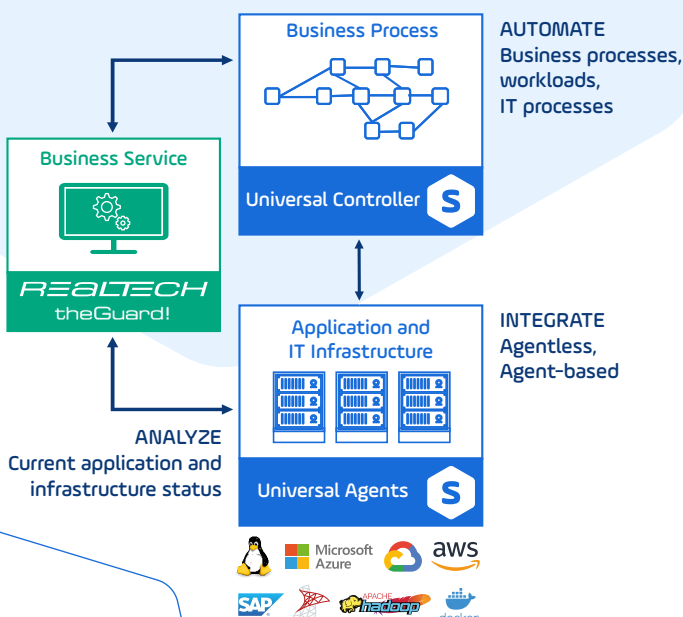 Business Process
AUTOMATE
Business processes,
workloads,
IT processes
Business Service
Universal Controller
S
REALTECH
theGuard!
Application and
IT Infrastructure
INTEGRATE
Agentless,
Agent-based
ANALYZE
Current application and
infrastructure status
Universal Agents
S
Microsoft
Azure
aws
SAP
APACHE
hadoop
docker